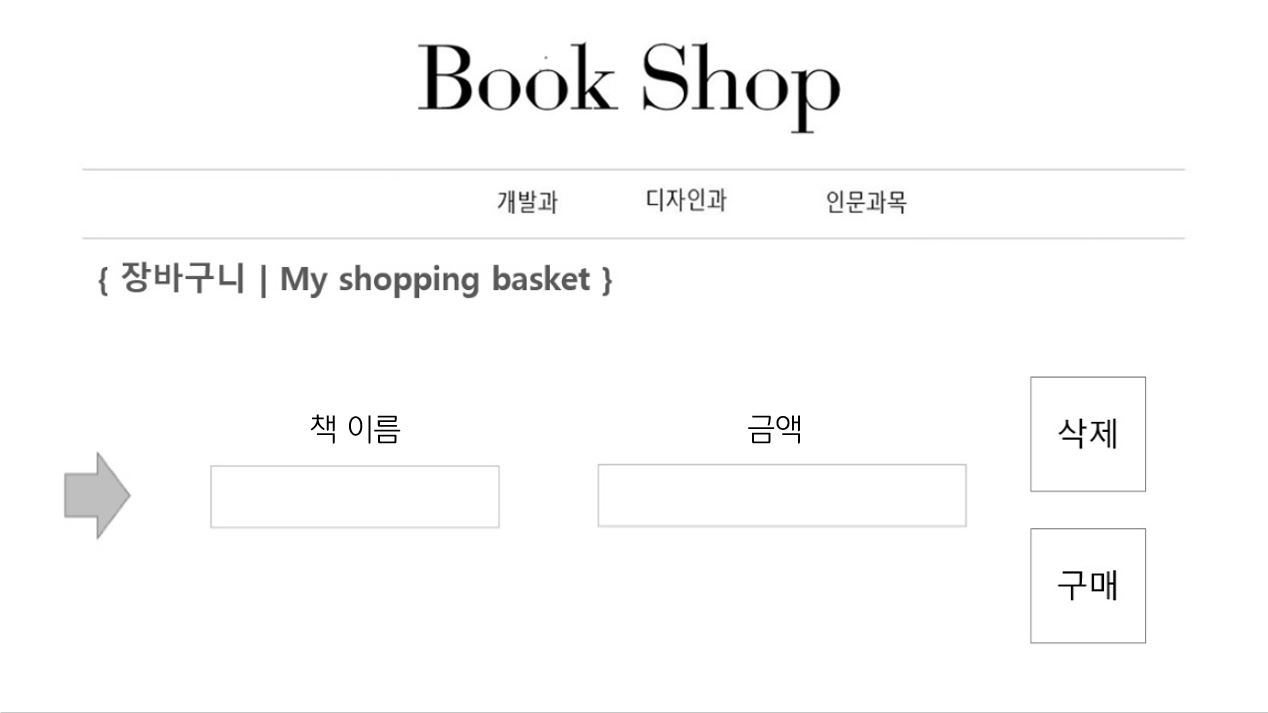 Book Shop
개발과 디자인과 인문과목
{ 장바구니 | My shopping basket }
책 이름 금액
삭제
구매